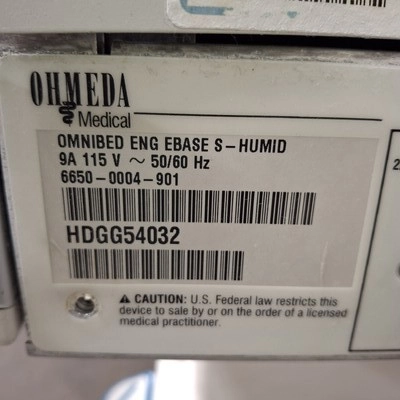 OHMEDA
Medical
OMNIBED ENG EBASE S-HUMID
9A 115 V ~ 50/60 Hz
6650-0004-901
HDGG54032
⚠ CAUTION: U.S. Federal law restricts this
device to sale by or on the order of a licensed
medical practitioner.
2